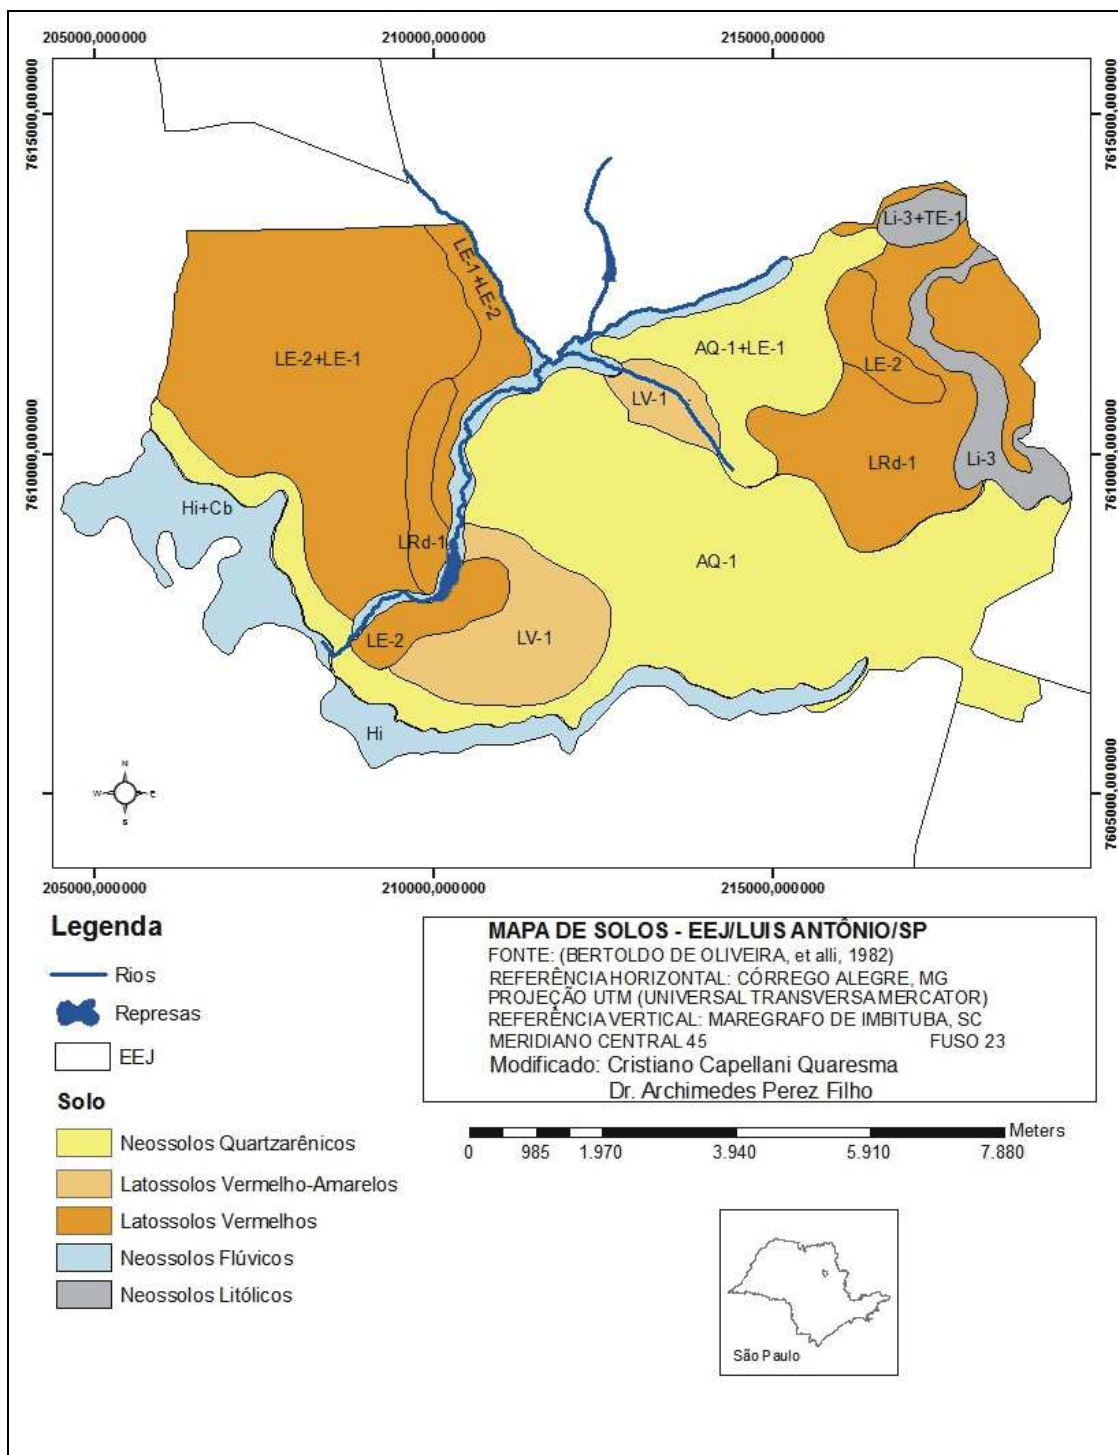 205000,000000 210000,000000 215000,000000
7615000,000000
7615000,000000
Li-3+TE-1
LE-1+LE-2
AQ-1+LE-1
LE-2+LE-1
LE-2
LV-1
7610000,000000
7610000,000000
LRd-1
Li-3
Hi+Cb
LRd-1
AQ-1
LE-2
LV-1
Hi
N
W E
S
7605000,000000
205000,000000 210000,000000 215000,000000
Legenda
Rios
Represas
EEJ
Solo
Neossolos Quartzarênicos
Latossolos Vermelho-Amarelos
Latossolos Vermelhos
Neossolos Flúvicos
Neossolos Litólicos
MAPA DE SOLOS - EEJ/LUIS ANTÔNIO/SP
FONTE: (BERTOLDO DE OLIVEIRA, et alli, 1982)
REFERÊNCIA HORIZONTAL: CÓRREGO ALEGRE, MG
PROJEÇÃO UTM (UNIVERSAL TRANSVERSA MERCATOR)
REFERÊNCIA VERTICAL: MAREGRAFO DE IMBITUBA, SC
MERIDIANO CENTRAL 45 FUSO 23
Modificado: Cristiano Capellani Quaresma
Dr. Archimedes Perez Filho
Meters
0 985 1.970 3.940 5.910 7.880
São Paulo